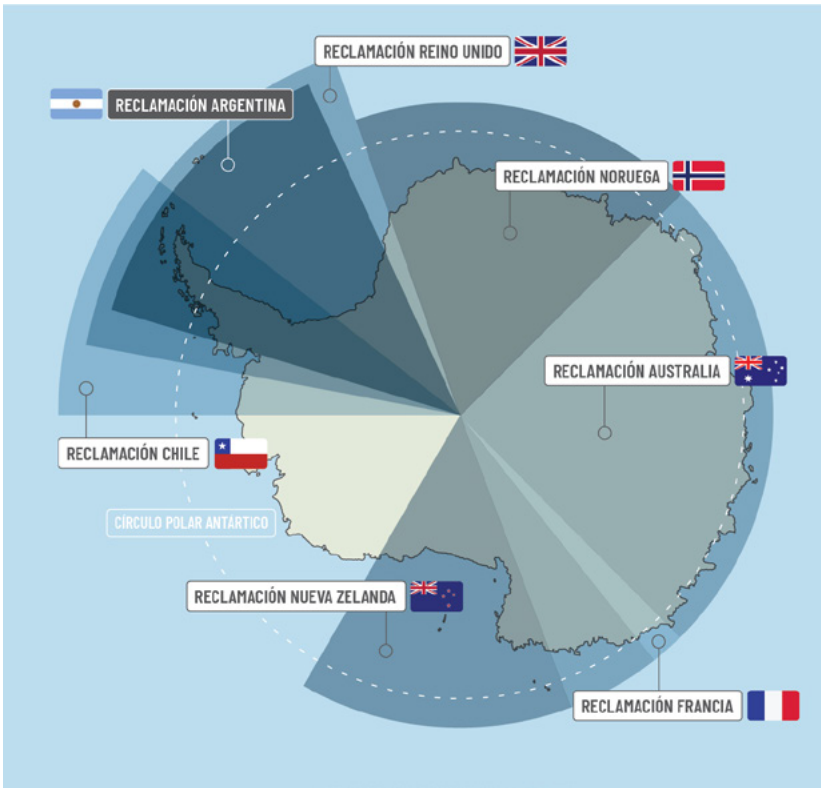 RECLAMACIÓN REINO UNIDO
RECLAMACIÓN ARGENTINA
RECLAMACIÓN NORUEGA
RECLAMACIÓN AUSTRALIA
RECLAMACIÓN CHILE
CÍRCULO POLAR ANTÁRTICO
RECLAMACIÓN NUEVA ZELANDA
RECLAMACIÓN FRANCIA